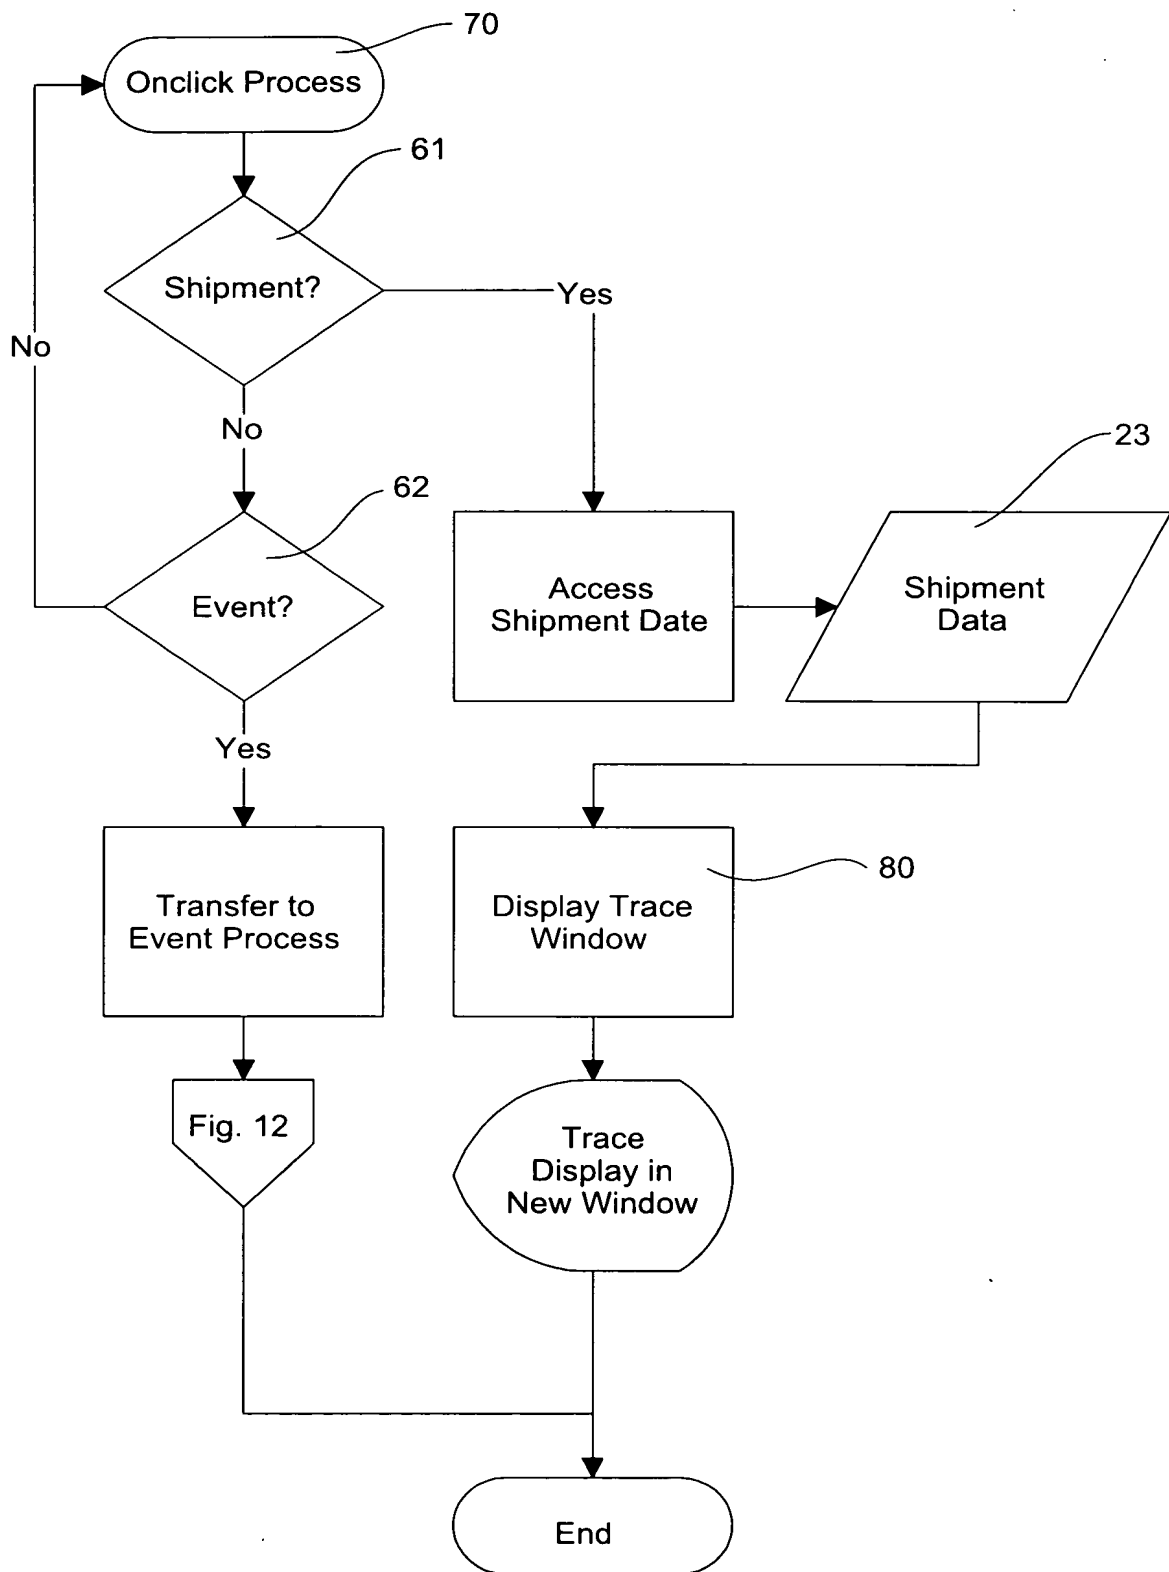 70
Onclick Process
61
Shipment?
Yes
No
No
23
62
Access
Shipment Date
Shipment
Data
Event?
Yes
80
Transfer to
Event Process
Display Trace
Window
Fig. 12
Trace
Display in
New Window
End